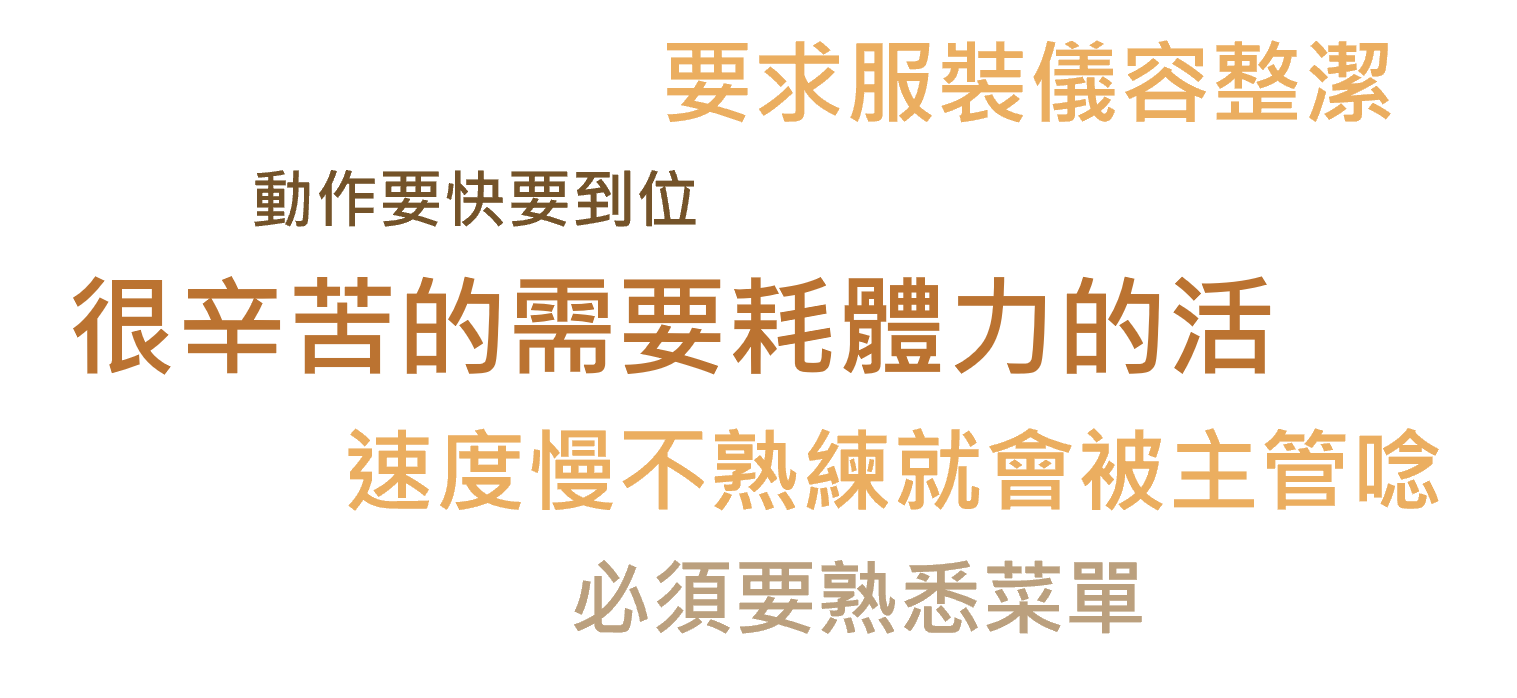 要求服裝儀容整潔
動作要快要到位
很辛苦的需要耗體力的活
速度慢不熟練就會被主管唸
必須要熟悉菜單